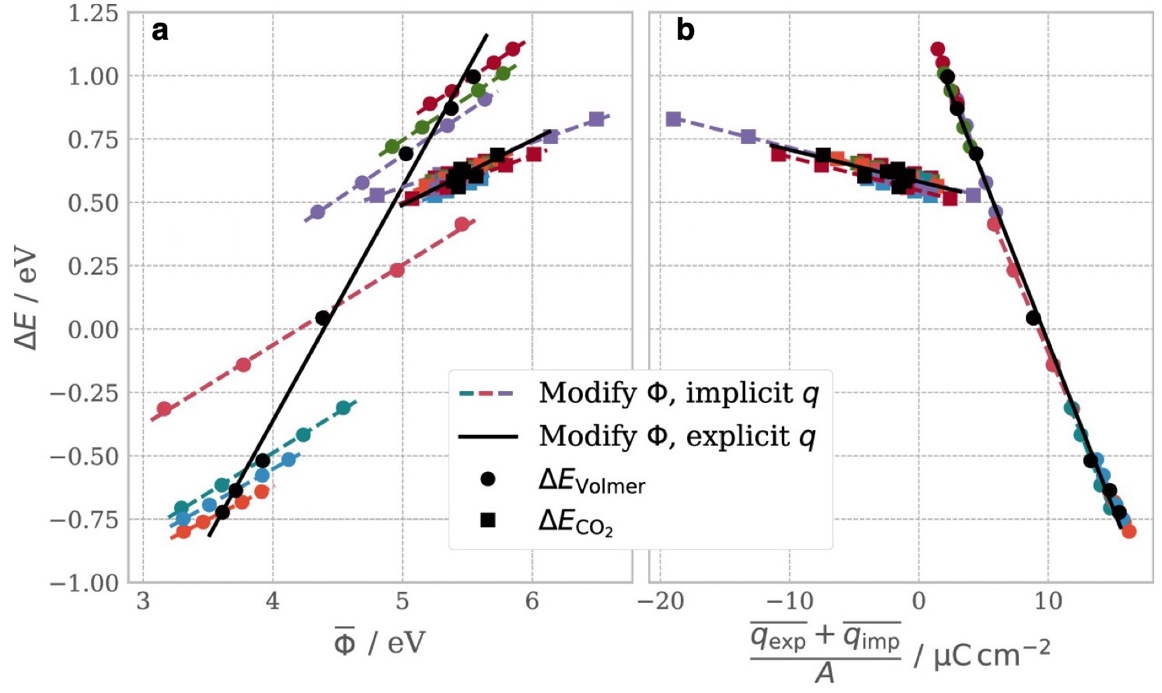 a
b
1.25
1.00
0.75
0.50
0.25
0.00
−0.25
−0.50
−0.75
−1.00
ΔE / eV
Modify Φ, implicit q
Modify Φ, explicit q
ΔE_Volmer
ΔE_CO₂
3 4 5 6 −20 −10 0 10
Φ̅ / eV
q̅_exp + q̅_imp / A / μC cm⁻²